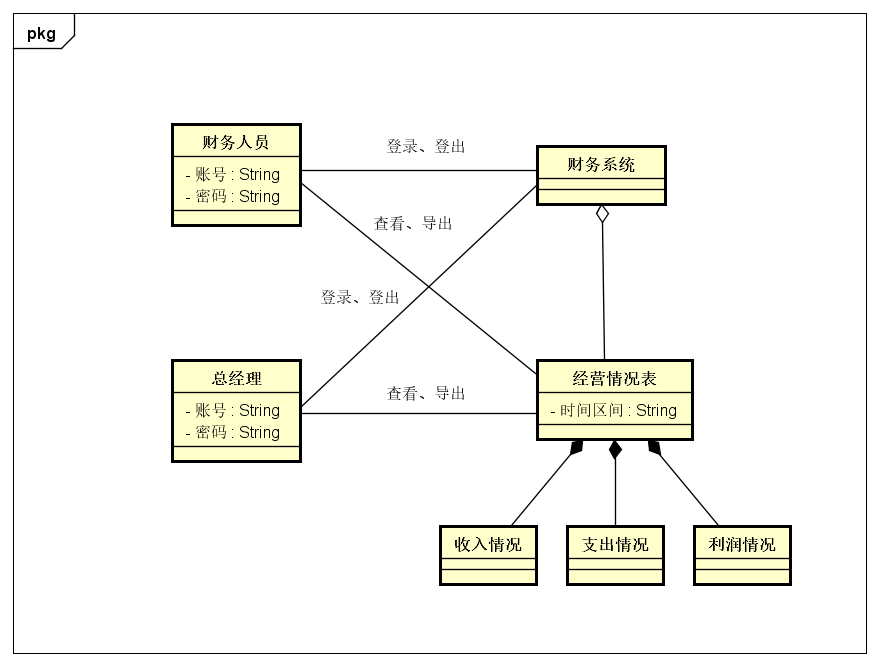 pkg
财务人员
- 账号 : String
- 密码 : String
登录、登出
财务系统
查看、导出
登录、登出
总经理
- 账号 : String
- 密码 : String
查看、导出
经营情况表
- 时间区间 : String
收入情况
支出情况
利润情况